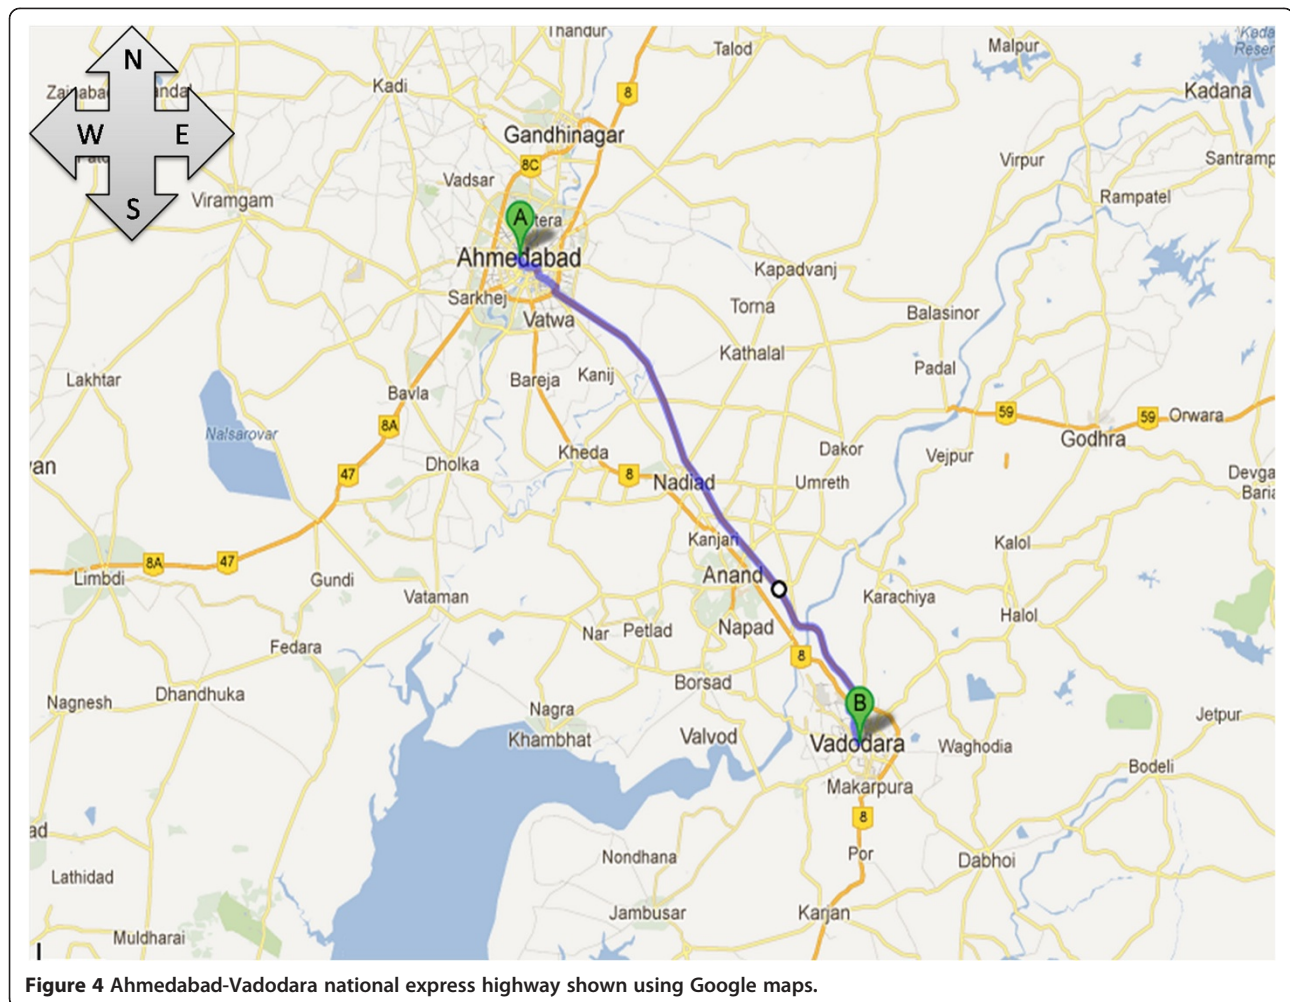 Thandur
Talod
Malpur
Kadana
N
Kadi
8
Gandhinagar
W
E
8C
Virpur
Vadsar
Rampatel
Viramgam
S
A
tera
Ahmedabad
Kapadvanj
Sarkhej
Torna
Balasinor
Vatwa
Kathalal
Padal
Lakhtar
Bareja
Kanij
Bavla
8A
59
59
Orwara
Nalsarovar
Godhra
Dakor
Kheda
Vejpur
Dholka
47
8
Nadiad
Umreth
Devga
Baria
Kanjari
Kalol
8A
47
Limbdi
Gundi
Anand
Vataman
Karachiya
Halol
Nar
Petlad
Napad
Fedara
8
Borsad
Nagnesh
Dhandhuka
Nagra
B
Jetpur
Khambhat
Valvod
Vadodara
Waghodia
Bodeli
Makarpura
8
ad
Nondhana
Por
Dabhoi
Lathidad
Jambusar
Karjan
Muldharai
Figure 4 Ahmedabad-Vadodara national express highway shown using Google maps.